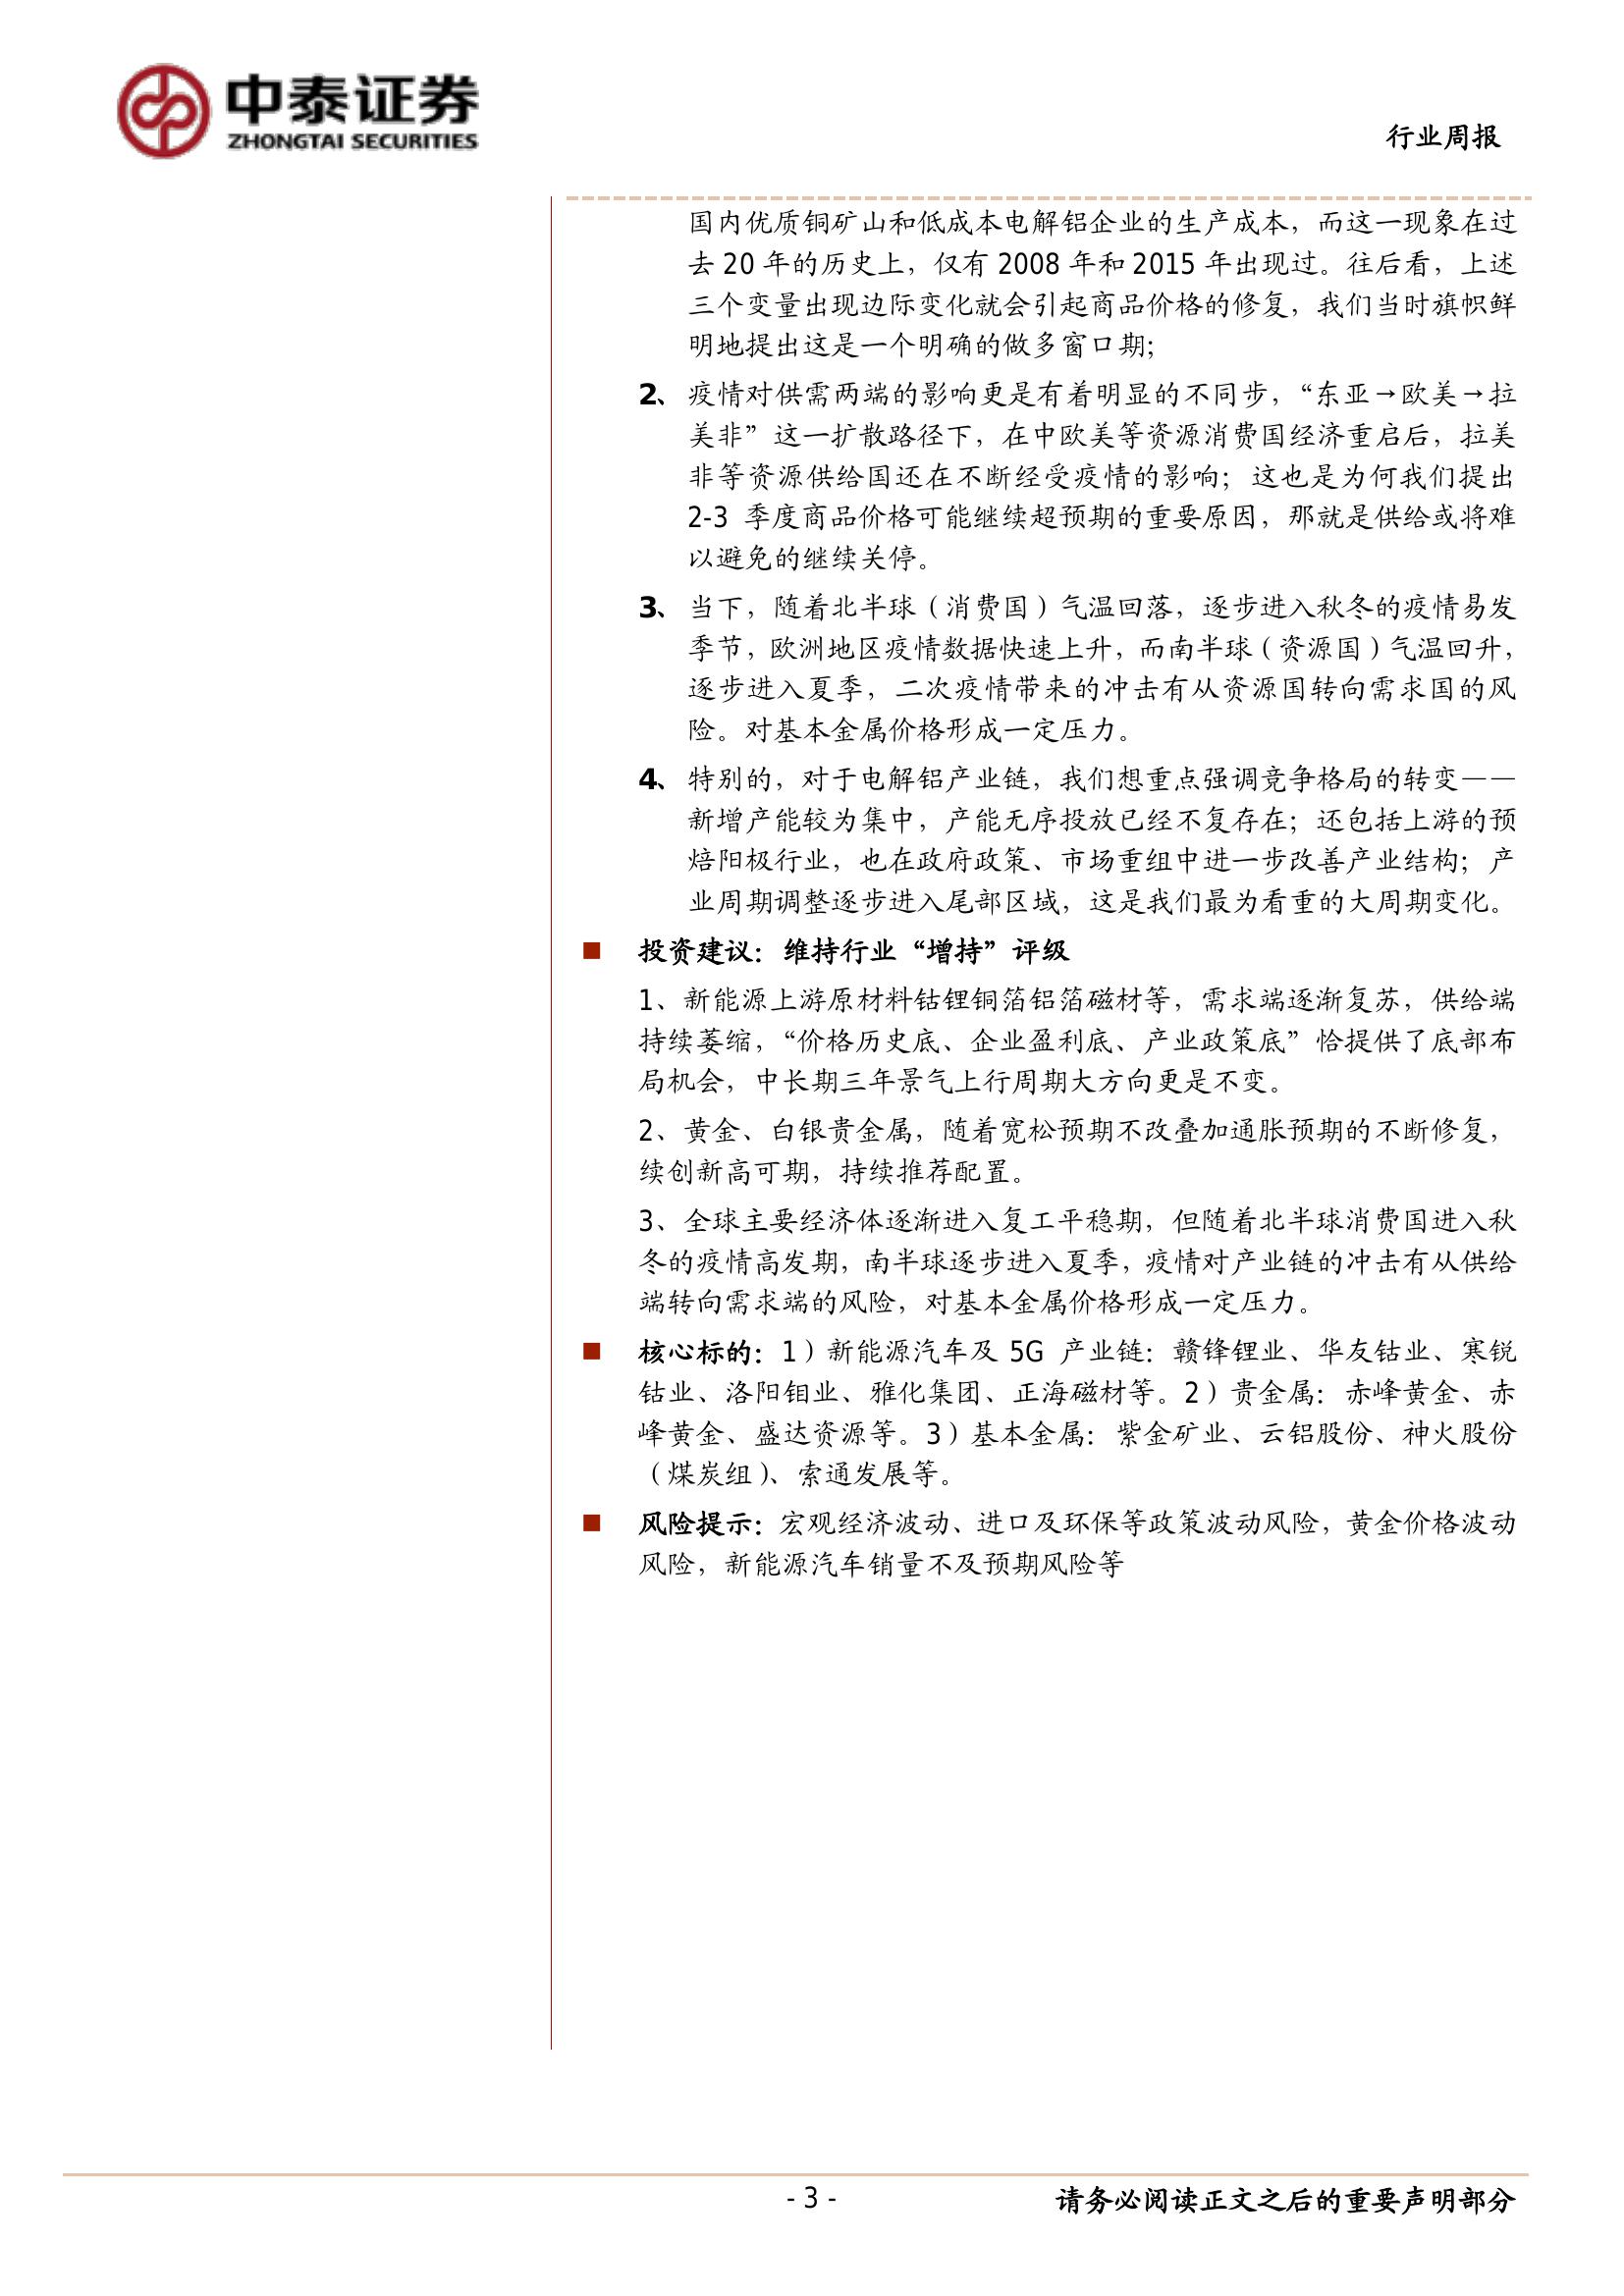 中泰证券
ZHONGTAI SECURITIES
行业周报
国内优质铜矿山和低成本电解铝企业的生产成本，而这一现象在过
去 20 年的历史上，仅有 2008 年和 2015 年出现过。往后看，上述
三个变量出现边际变化就会引起商品价格的修复，我们当时旗帜鲜
明地提出这是一个明确的做多窗口期；
2、疫情对供需两端的影响更是有着明显的不同步，“东亚→欧美→拉
美非”这一扩散路径下，在中欧美等资源消费国经济重启后，拉美
非等资源供给国还在不断经受疫情的影响；这也是为何我们提出
2-3 季度商品价格可能继续超预期的重要原因，那就是供给或将难
以避免的继续关停。
3、当下，随着北半球（消费国）气温回落，逐步进入秋冬的疫情易发
季节，欧洲地区疫情数据快速上升，而南半球（资源国）气温回升，
逐步进入夏季，二次疫情带来的冲击有从资源国转向需求国的风
险。对基本金属价格形成一定压力。
4、特别的，对于电解铝产业链，我们想重点强调竞争格局的转变——
新增产能较为集中，产能无序投放已经不复存在；还包括上游的预
焙阳极行业，也在政府政策、市场重组中进一步改善产业结构；产
业周期调整逐步进入尾部区域，这是我们最为看重的大周期变化。
■ 投资建议：维持行业“增持”评级
1、新能源上游原材料钴锂铜箔铝箔磁材等，需求端逐渐复苏，供给端
持续萎缩，“价格历史底、企业盈利底、产业政策底”恰提供了底部布
局机会，中长期三年景气上行周期大方向更是不变。
2、黄金、白银贵金属，随着宽松预期不改叠加通胀预期的不断修复，
续创新高可期，持续推荐配置。
3、全球主要经济体逐渐进入复工平稳期，但随着北半球消费国进入秋
冬的疫情高发期，南半球逐步进入夏季，疫情对产业链的冲击有从供给
端转向需求端的风险，对基本金属价格形成一定压力。
■ 核心标的：1）新能源汽车及 5G 产业链：赣锋锂业、华友钴业、寒锐
钴业、洛阳钼业、雅化集团、正海磁材等。2）贵金属：赤峰黄金、赤
峰黄金、盛达资源等。3）基本金属：紫金矿业、云铝股份、神火股份
（煤炭组）、索通发展等。
■ 风险提示：宏观经济波动、进口及环保等政策波动风险，黄金价格波动
风险，新能源汽车销量不及预期风险等
- 3 -
请务必阅读正文之后的重要声明部分